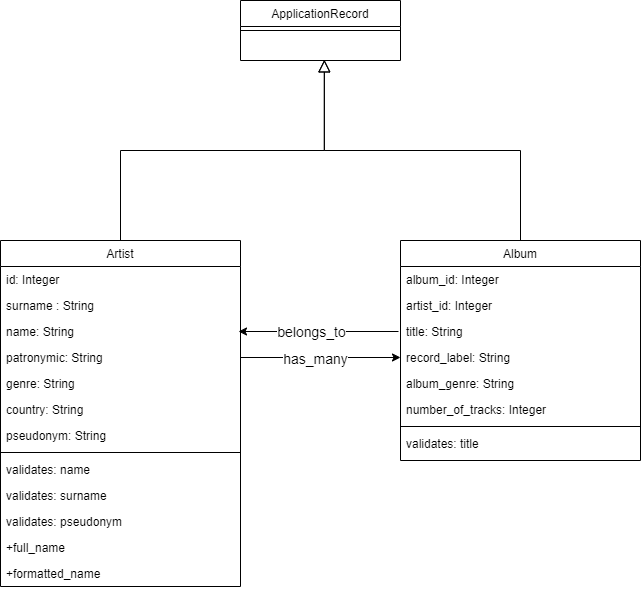 ApplicationRecord
Artist
id: Integer
surname : String
name: String
patronymic: String
genre: String
country: String
pseudonym: String
validates: name
validates: surname
validates: pseudonym
+full_name
+formatted_name
belongs_to
has_many
Album
album_id: Integer
artist_id: Integer
title: String
record_label: String
album_genre: String
number_of_tracks: Integer
validates: title